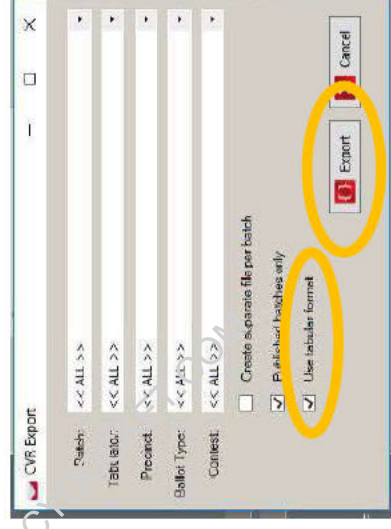 CVR Export
Batch: << ALL >>
Tabulator: << ALL >>
Precinct: << ALL >>
Ballot Type: << ALL >>
Contest: << ALL >>
Create separate file per batch
Published batches only
Use tabular format
Export Cancel